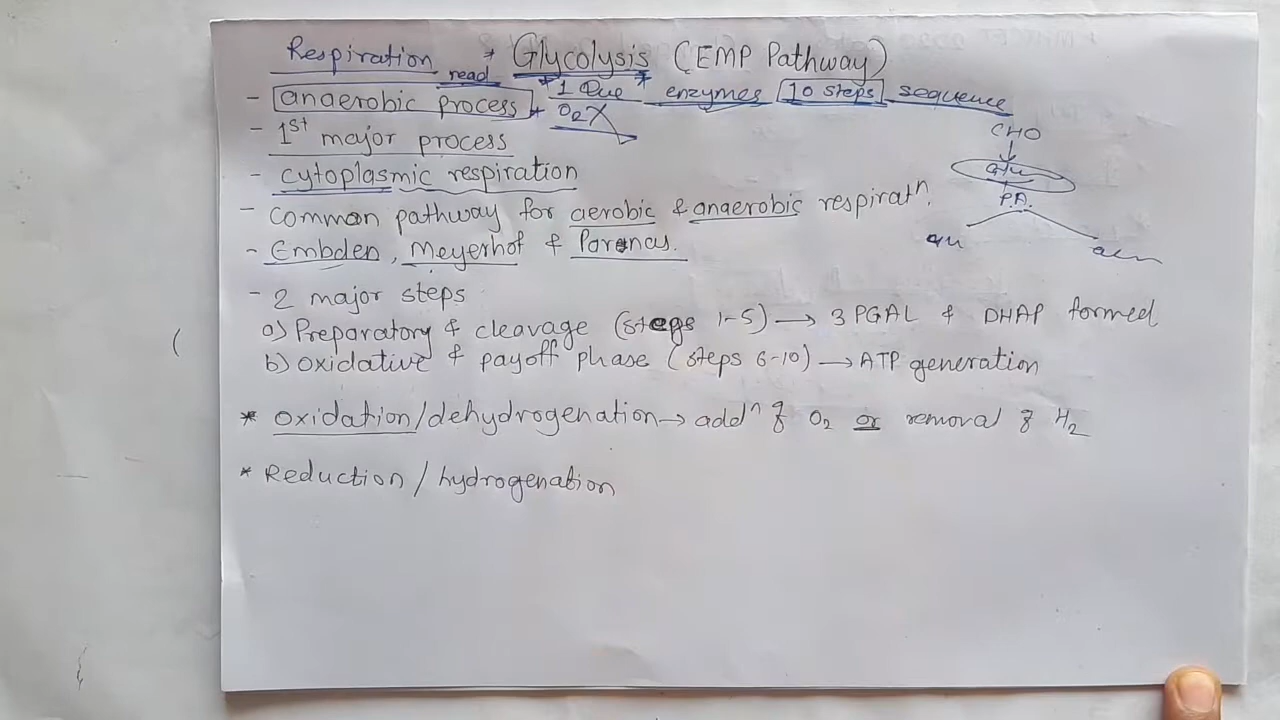 Respiration * Glycolysis (EMP Pathway)
read
- anaerobic process * 1 Que * enzymes 10 steps sequence
O2 X
- 1st major process
CHO
- cytoplasmic respiration
P.A.
- Common pathway for aerobic & anaerobic respiratn.
- Embden, Meyerhof & Parenas.
- 2 major steps
a) Preparatory & cleavage (steps 1-5) → 3 PGAL & DHAP formed
b) Oxidative & payoff phase (steps 6-10) → ATP generation
* Oxidation/dehydrogenation → addn of O2 or removal of H2
* Reduction / hydrogenation